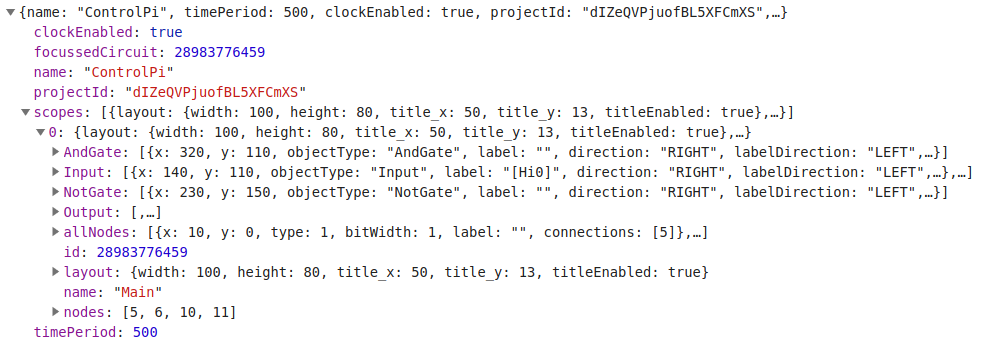 {name: "ControlPi", timePeriod: 500, clockEnabled: true, projectId: "dIZeQVPjuofBL5XFCmXS",…}
clockEnabled: true
focussedCircuit: 28983776459
name: "ControlPi"
projectId: "dIZeQVPjuofBL5XFCmXS"
scopes: [{layout: {width: 100, height: 80, title_x: 50, title_y: 13, titleEnabled: true},…}]
0: {layout: {width: 100, height: 80, title_x: 50, title_y: 13, titleEnabled: true},…}
AndGate: [{x: 320, y: 110, objectType: "AndGate", label: "", direction: "RIGHT", labelDirection: "LEFT",…}]
Input: [{x: 140, y: 110, objectType: "Input", label: "[Hi0]", direction: "RIGHT", labelDirection: "LEFT",…},…]
NotGate: [{x: 230, y: 150, objectType: "NotGate", label: "", direction: "RIGHT", labelDirection: "LEFT",…}]
Output: [,…]
allNodes: [{x: 10, y: 0, type: 1, bitWidth: 1, label: "", connections: [5]},…]
id: 28983776459
layout: {width: 100, height: 80, title_x: 50, title_y: 13, titleEnabled: true}
name: "Main"
nodes: [5, 6, 10, 11]
timePeriod: 500